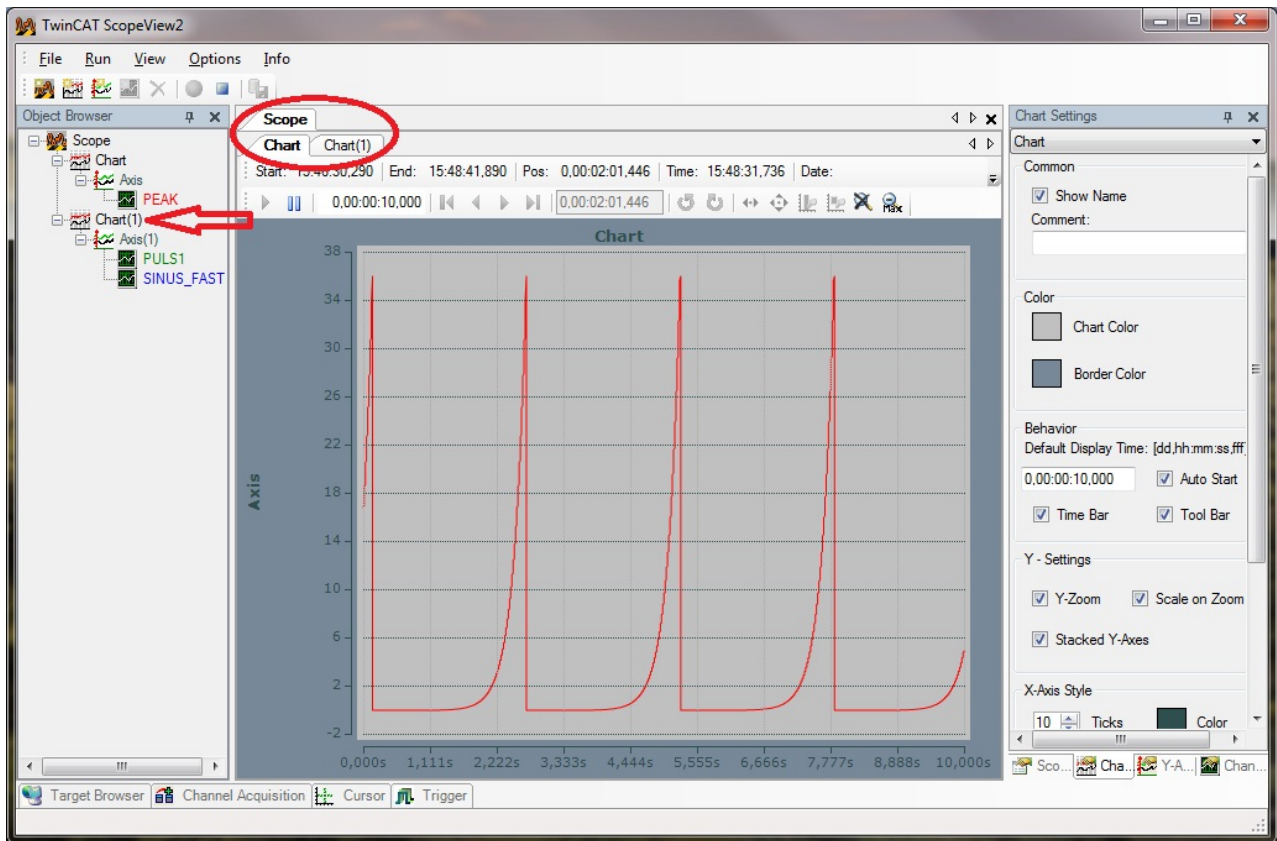 TwinCAT ScopeView2
File Run View Options Info
Object Browser
Scope
Chart
Axis
PEAK
Chart(1)
Axis(1)
PULS1
SINUS_FAST
Scope
Chart Chart(1)
End: 15:48:41,890 Pos: 0,00:02:01,446 Time: 15:48:31,736 Date:
0,00:00:10,000 0,00:02:01,446 Max
Chart
38
34
30
26
22
18
14
10
6
2
-2
Axis
0,000s 1,111s 2,222s 3,333s 4,444s 5,555s 6,666s 7,777s 8,888s 10,000s
Chart Settings
Chart
Common
Show Name
Comment:
Color
Chart Color
Border Color
Behavior
Default Display Time: [dd,hh:mm:ss,fff
0,00:00:10,000 Auto Start
Time Bar Tool Bar
Y - Settings
Y-Zoom Scale on Zoom
Stacked Y-Axes
X-Axis Style
10 Ticks Color
Sco... Cha... Y-A... Chan...
Target Browser Channel Acquisition Cursor Trigger